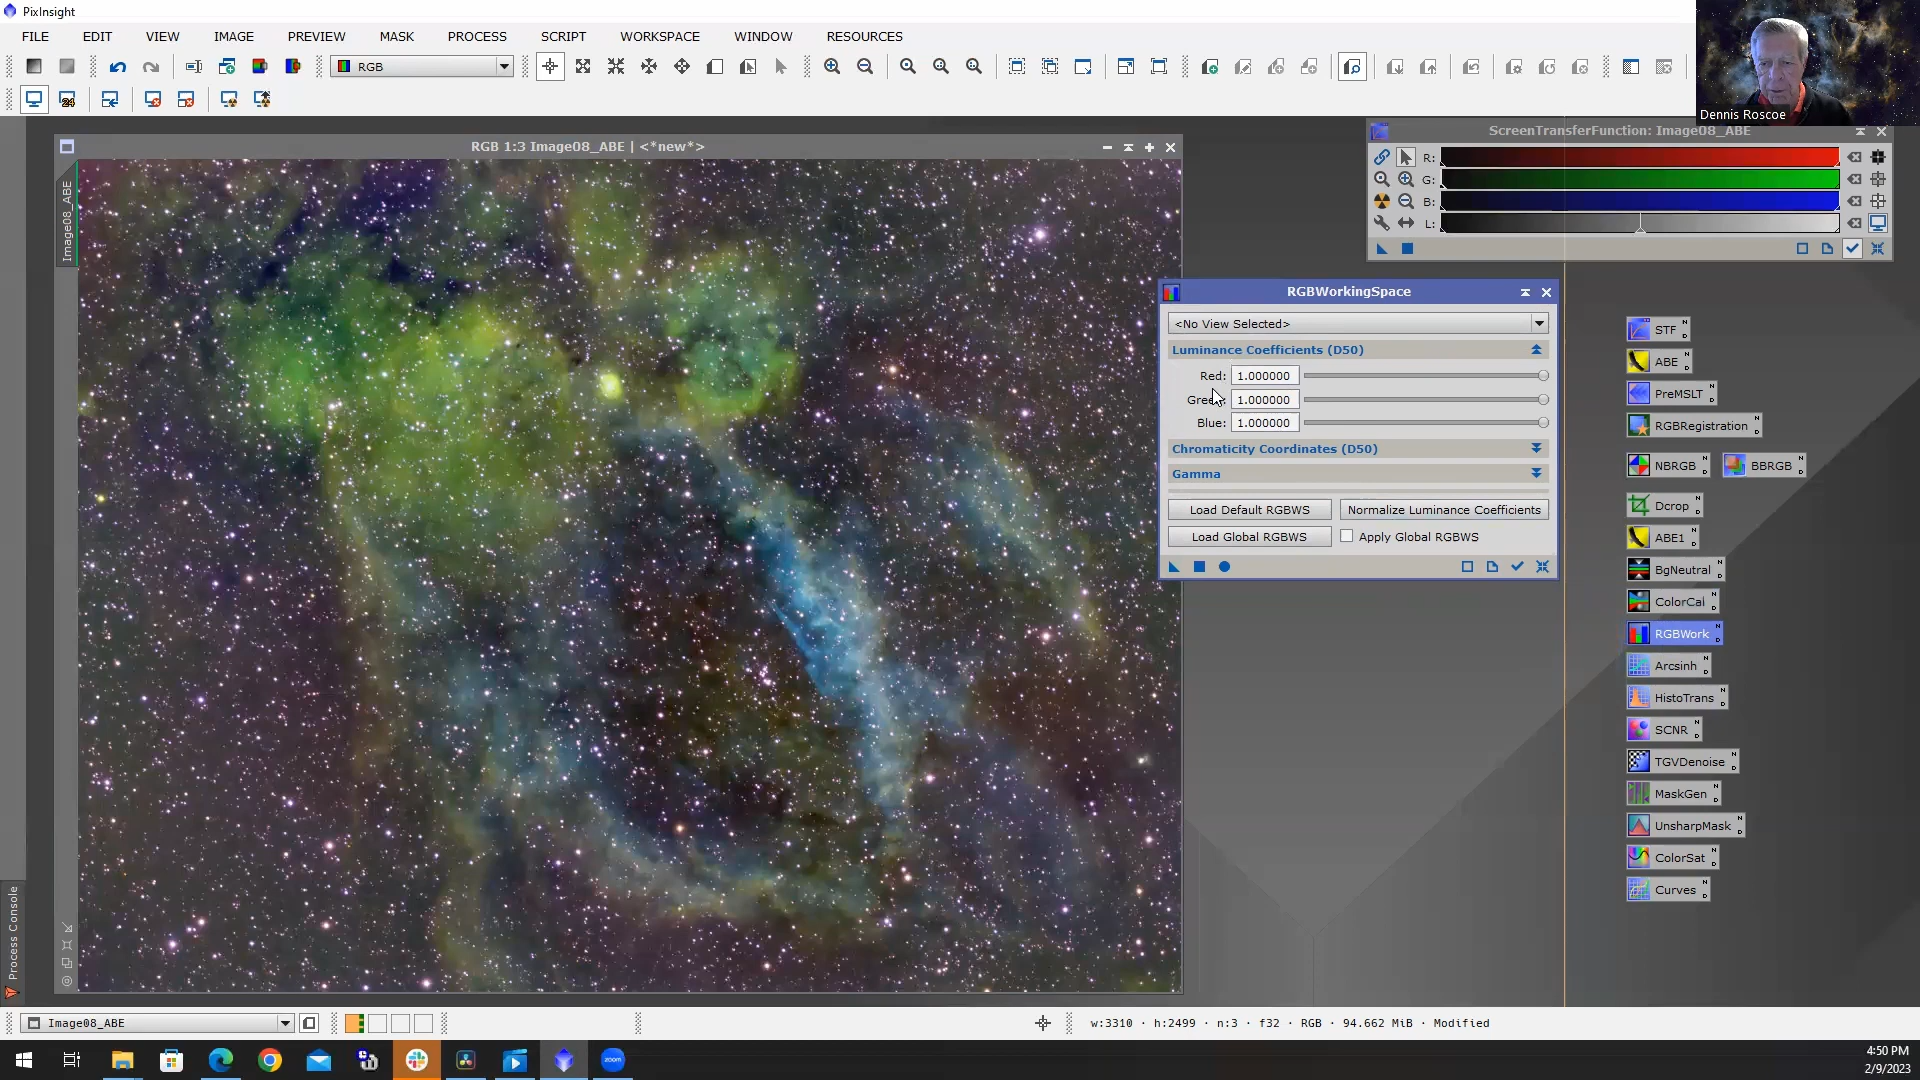 PixInsight
FILE EDIT VIEW IMAGE PREVIEW MASK PROCESS SCRIPT WORKSPACE WINDOW RESOURCES
RGB
24
Dennis Roscoe
RGB 1:3 Image08_ABE | <*new*>
Image08_ABE
ScreenTransferFunction: Image08_ABE
R:
G:
B:
L:
RGBWorkingSpace
<No View Selected>
Luminance Coefficients (D50)
Red: 1.000000
Green: 1.000000
Blue: 1.000000
Chromaticity Coordinates (D50)
Gamma
Load Default RGBWS Normalize Luminance Coefficients
Load Global RGBWS Apply Global RGBWS
STF N D
ABE N D
PreMSLT N D
RGBRegistration N D
NBRGB N D BBRGB N D
Dcrop N D
ABE1 N D
BgNeutral N D
ColorCal N D
RGBWork N D
Arcsinh N D
HistoTrans N D
SCNR N D
TGVDenoise N D
MaskGen N D
UnsharpMask N D
ColorSat N D
Curves N D
Process Console
Image08_ABE
w:3310 · h:2499 · n:3 · f32 · RGB · 94.662 MiB · Modified
zoom
4:50 PM
2/9/2023